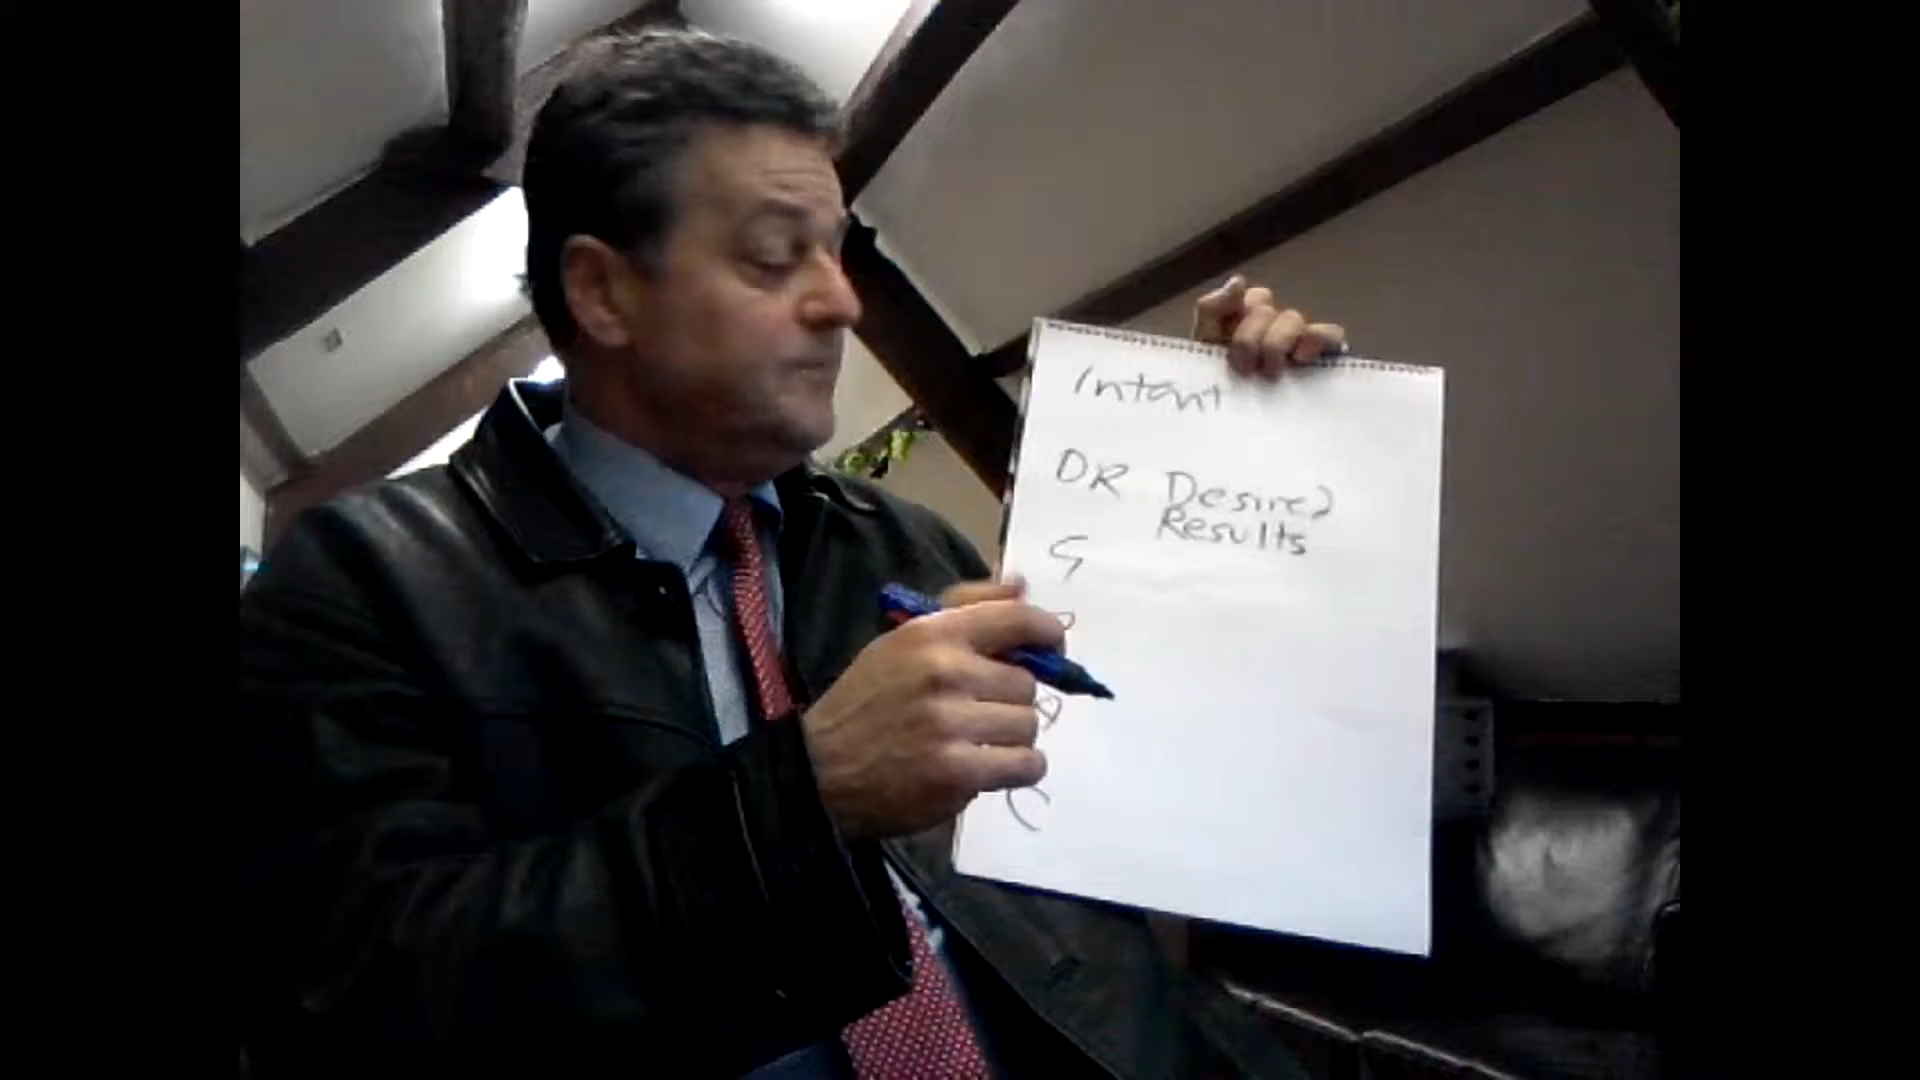 Intent
DR Desired
Results
G
C